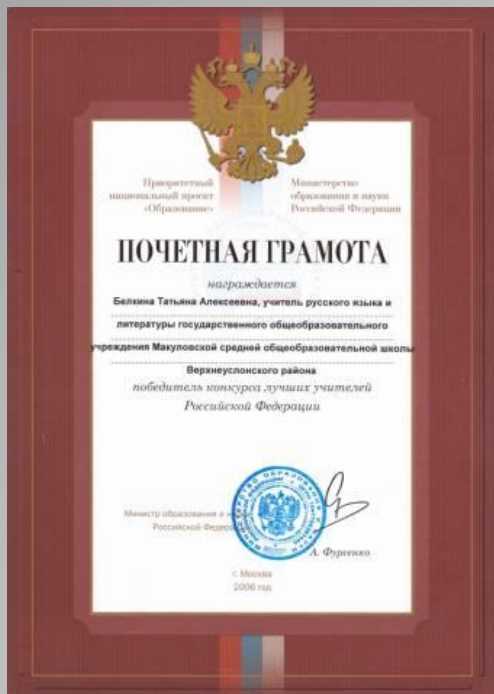 Приоритетный
национальный проект
«Образование»
Министерство
образования и науки
Российской Федерации
ПОЧЕТНАЯ ГРАМОТА
награждается
Белкина Татьяна Алексеевна, учитель русского языка и
литературы государственного общеобразовательного
учреждения Макуловской средней общеобразовательной школы
Верхнеуслонского района
победитель конкурса лучших учителей
Российской Федерации
Министр образования и
Российской
А. Фурсенко
г. Москва
2006 год